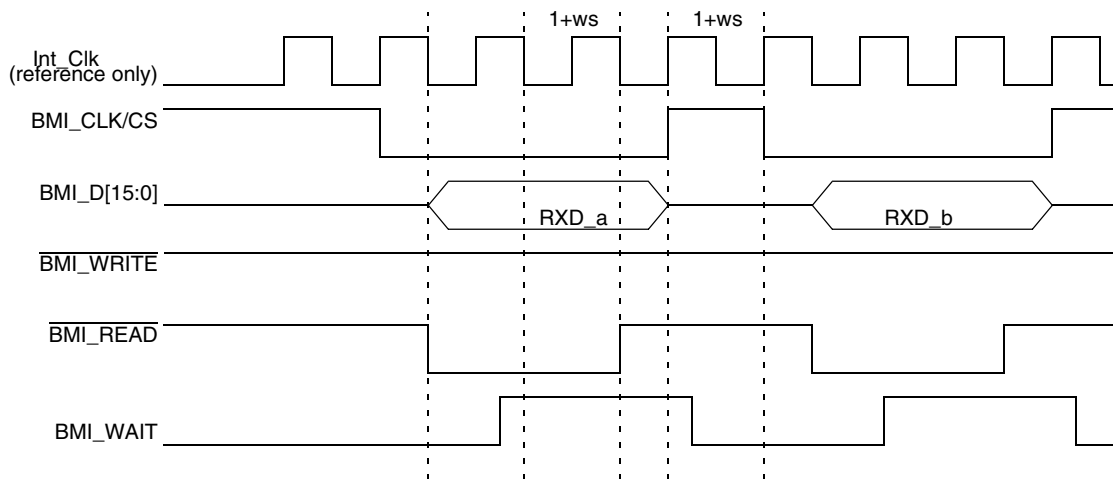 1+ws 1+ws
Int_Clk
(reference only)
BMI_CLK/CS
BMI_D[15:0]
RXD_a RXD_b
BMI_WRITE
BMI_READ
BMI_WAIT